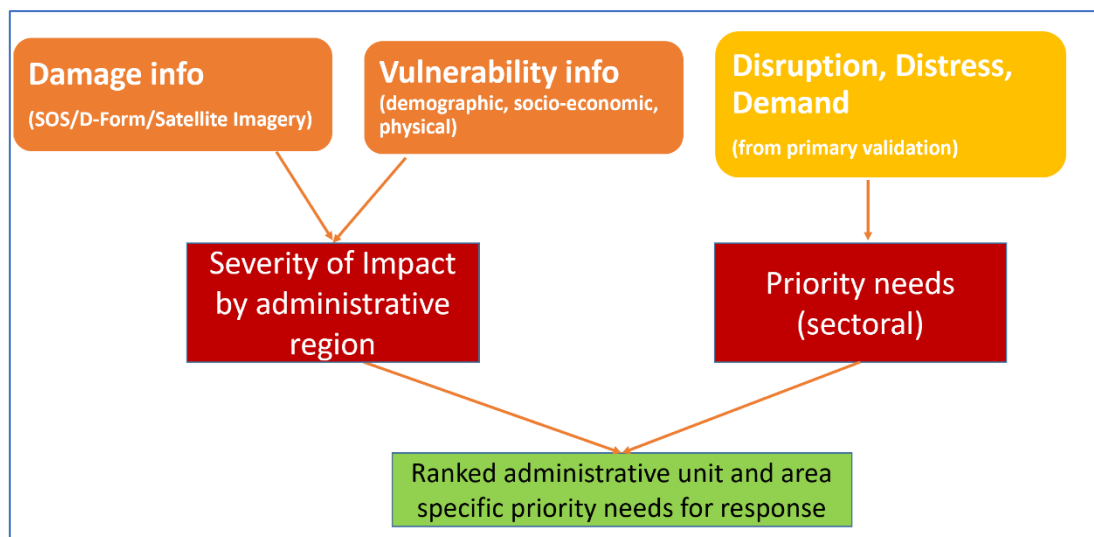 Damage info
(SOS/D-Form/Satellite Imagery)
Vulnerability info
(demographic, socio-economic,
physical)
Disruption, Distress,
Demand
(from primary validation)
Severity of Impact
by administrative
region
Priority needs
(sectoral)
Ranked administrative unit and area
specific priority needs for response